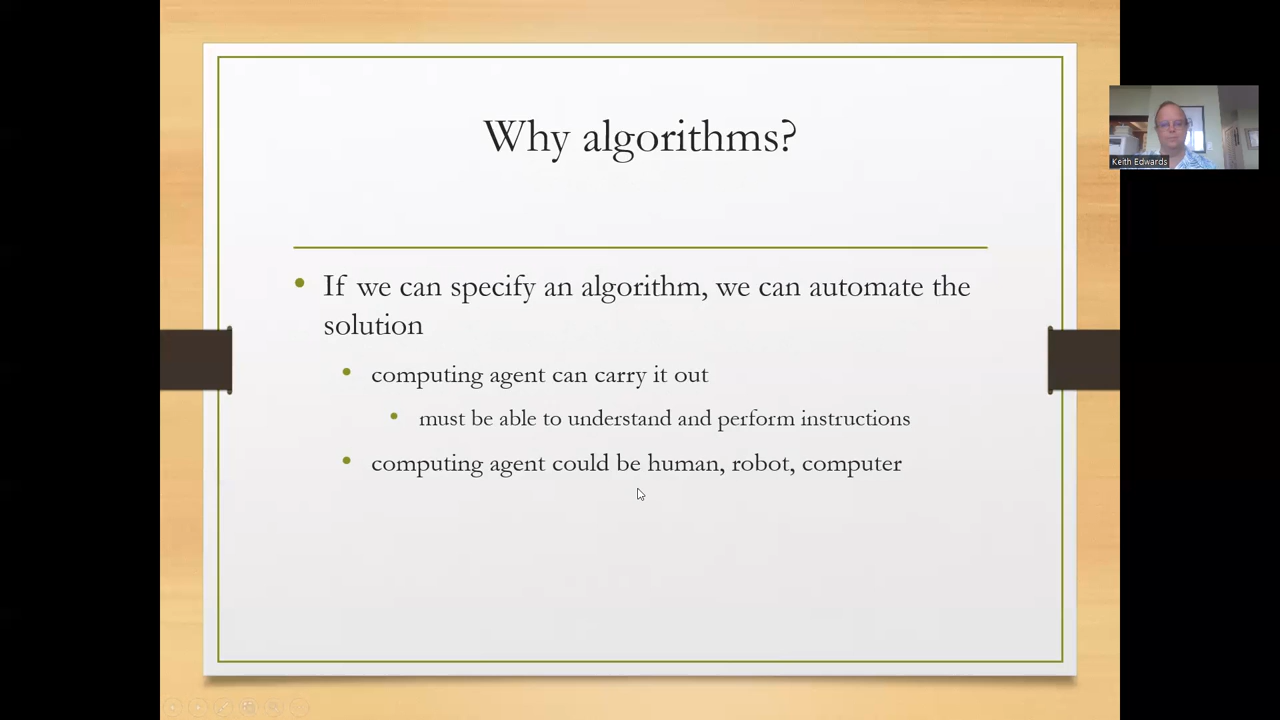 Why algorithms?
If we can specify an algorithm, we can automate the
solution
computing agent can carry it out
must be able to understand and perform instructions
computing agent could be human, robot, computer
Keith Edwards